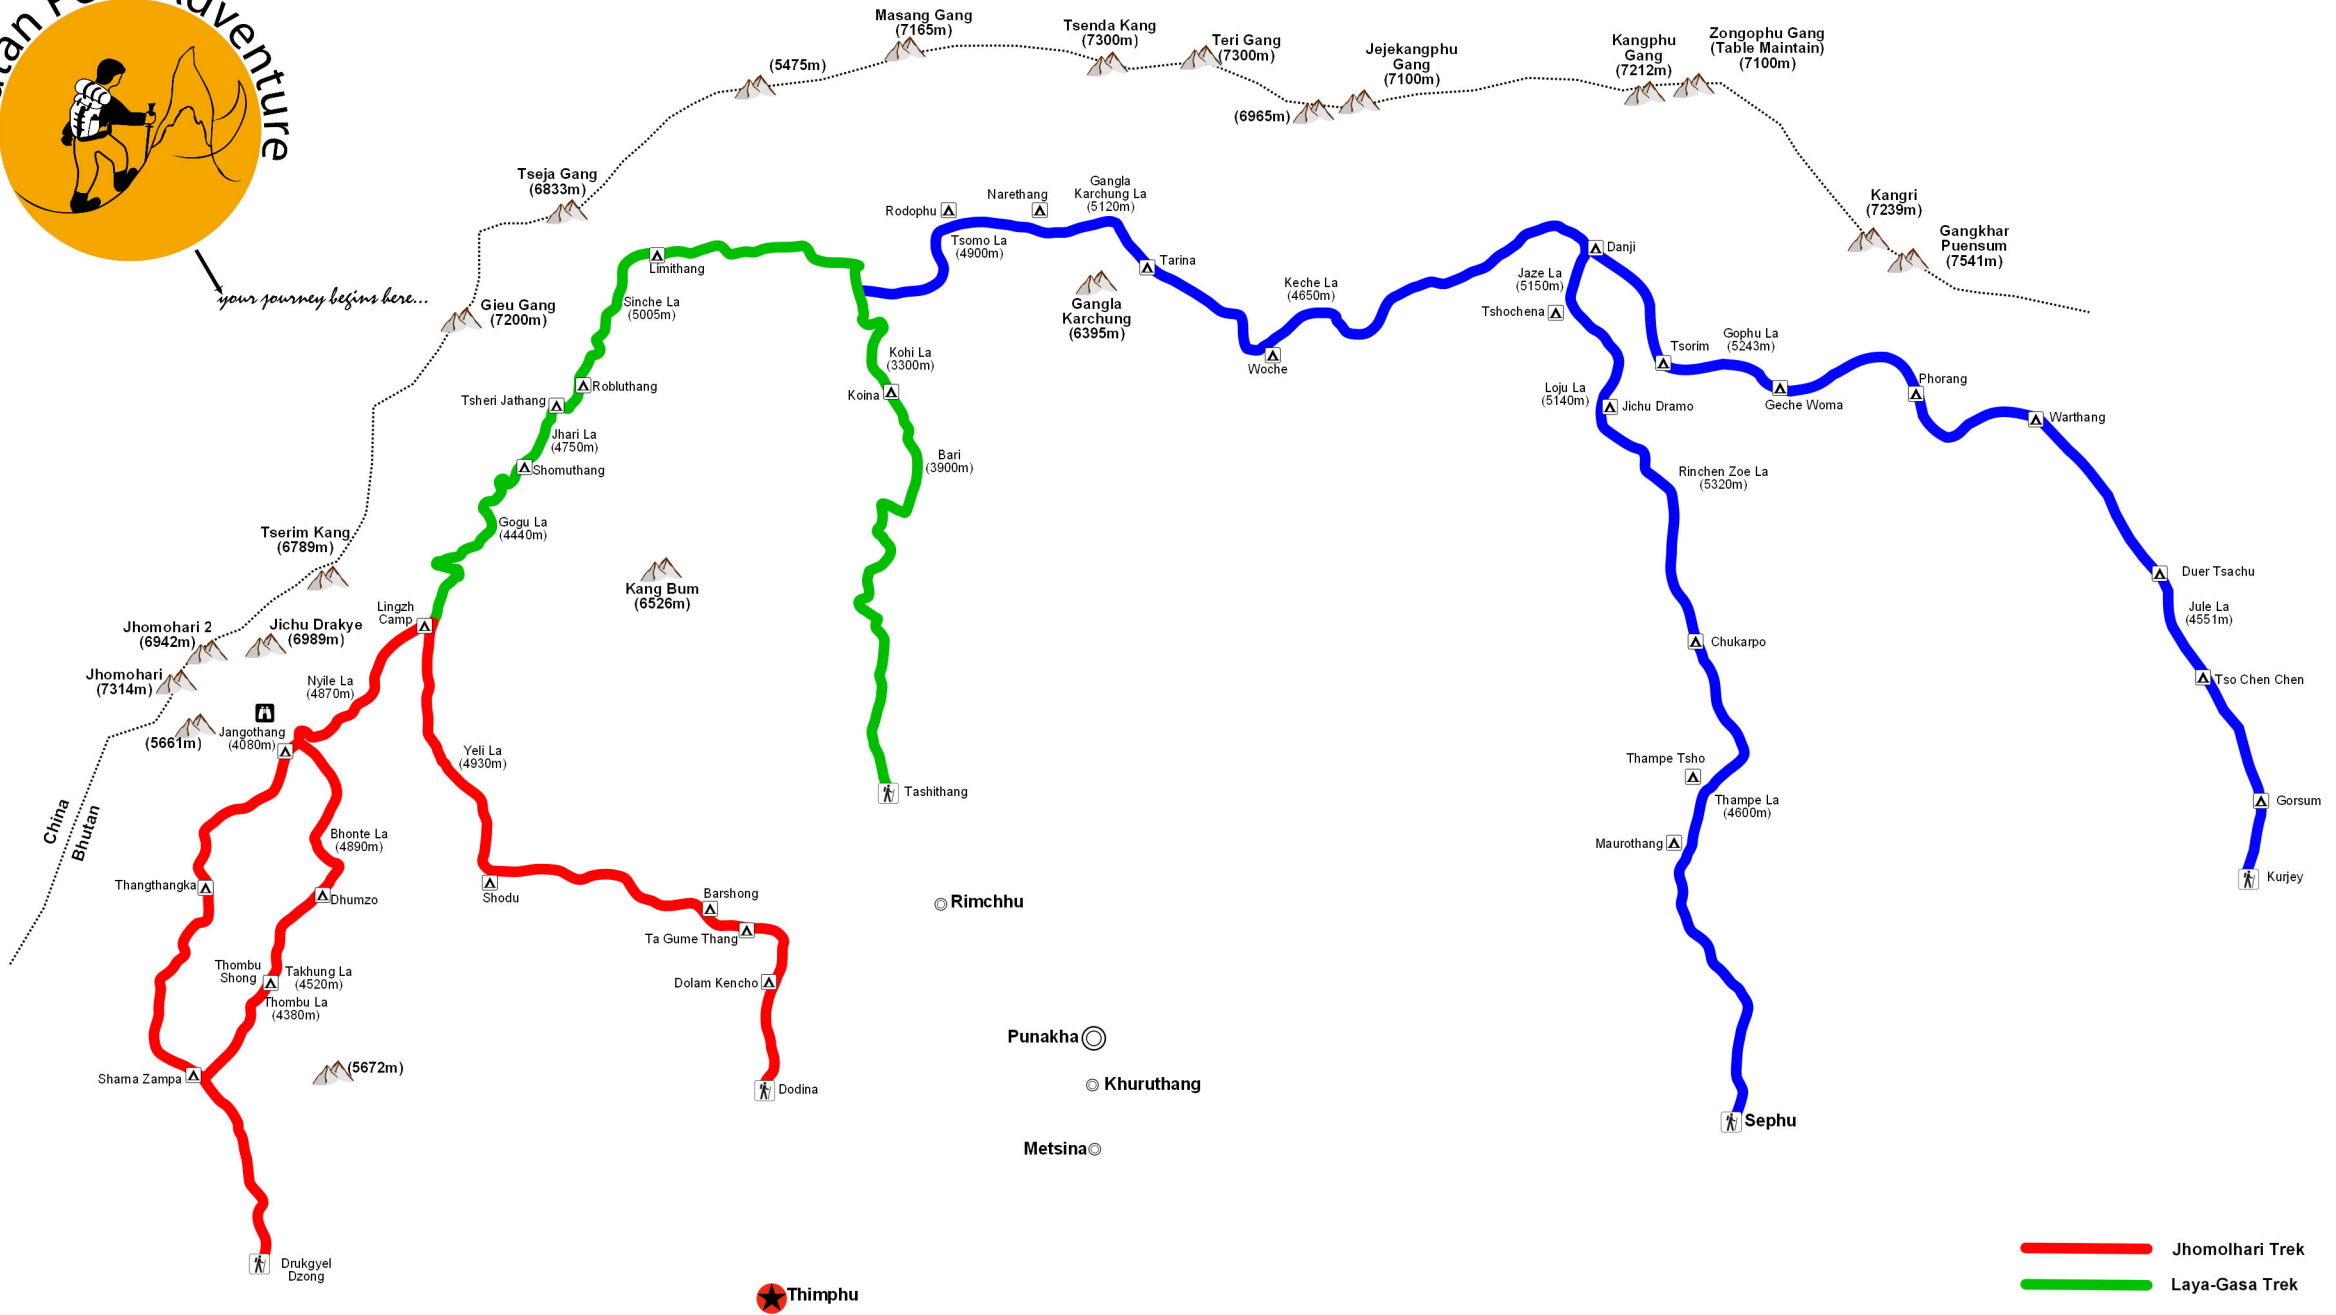 Adventure
your journey begins here...
Masang Gang
(7165m)
Tsenda Kang
(7300m)
Teri Gang
(7300m)
Jejekangphu
Gang
(7100m)
Kangphu
Gang
(7212m)
Zongophu Gang
(Table Maintain)
(7100m)
(5475m)
(6965m)
Tseja Gang
(6833m)
Kangri
(7239m)
Gangkhar
Puensum
(7541m)
Gieu Gang
(7200m)
Rodophu
Narethang
Gangla
Karchung La
(5120m)
Tsomo La
(4900m)
Tarina
Gangla
Karchung
(6395m)
Keche La
(4650m)
Woche
Danji
Jaze La
(5150m)
Tshochena
Tsorim
Gophu La
(5243m)
Geche Woma
Phorang
Warthang
Loju La
(5140m)
Jichu Dramo
Rinchen Zoe La
(5320m)
Limithang
Sinche La
(5005m)
Kohi La
(3300m)
Koina
Robluthang
Tsheri Jathang
Jhari La
(4750m)
Shomuthang
Bari
(3900m)
Gogu La
(4440m)
Tserim Kang
(6789m)
Kang Bum
(6526m)
Lingzh
Camp
Jhomohari 2
(6942m)
Jichu Drakye
(6989m)
Jhomohari
(7314m)
Nyile La
(4870m)
Jangothang
(4080m)
(5661m)
China
Bhutan
Yeli La
(4930m)
Tashithang
Bhonte La
(4890m)
Thangthangka
Dhumzo
Shodu
Barshong
Ta Gume Thang
Dolam Kencho
Thombu
Shong
Takhung La
(4520m)
Thombu La
(4380m)
Sharna Zampa
(5672m)
Dodina
Drukgyel
Dzong
Rimchhu
Punakha
Khuruthang
Metsina
Thimphu
Chukarpo
Thampe Tsho
Thampe La
(4600m)
Maurothang
Sephu
Duer Tsachu
Jule La
(4551m)
Tso Chen Chen
Gorsum
Kurjey
Jhomolhari Trek
Laya-Gasa Trek